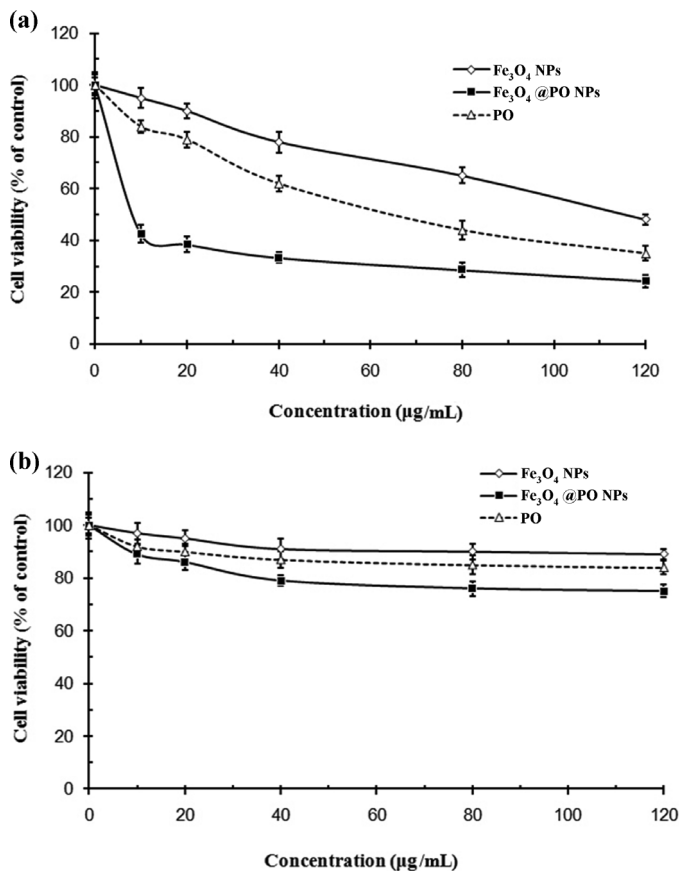 (a)
120
100
80
60
40
20
0
Cell viability (% of control)
Fe3O4 NPs
Fe3O4 @PO NPs
PO
0 20 40 60 80 100 120
Concentration (µg/mL)
(b)
120
100
80
60
40
20
0
Cell viability (% of control)
Fe3O4 NPs
Fe3O4 @PO NPs
PO
0 20 40 60 80 100 120
Concentration (µg/mL)